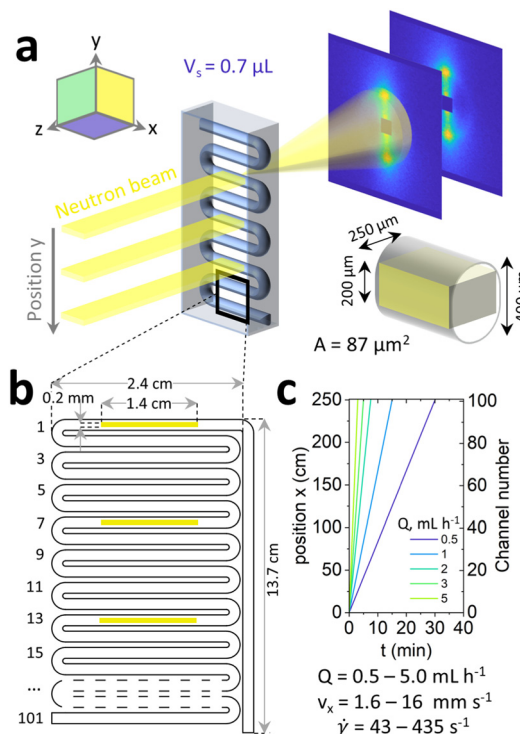 a
y
z
x
Vₛ = 0.7 µL
Neutron beam
Position y
250 µm
200 µm
400 µm
A = 87 µm²
b
2.4 cm
0.2 mm
1.4 cm
1
3
5
7
9
11
13
15
...
101
13.7 cm
c
position x (cm)
250
200
150
100
50
0
100
80
60
40
20
0
Channel number
Q, mL h⁻¹
0.5
1
2
3
5
0 10 20 30 40
t (min)
Q = 0.5 – 5.0 mL h⁻¹
vₓ = 1.6 – 16 mm s⁻¹
γ̇ = 43 – 435 s⁻¹